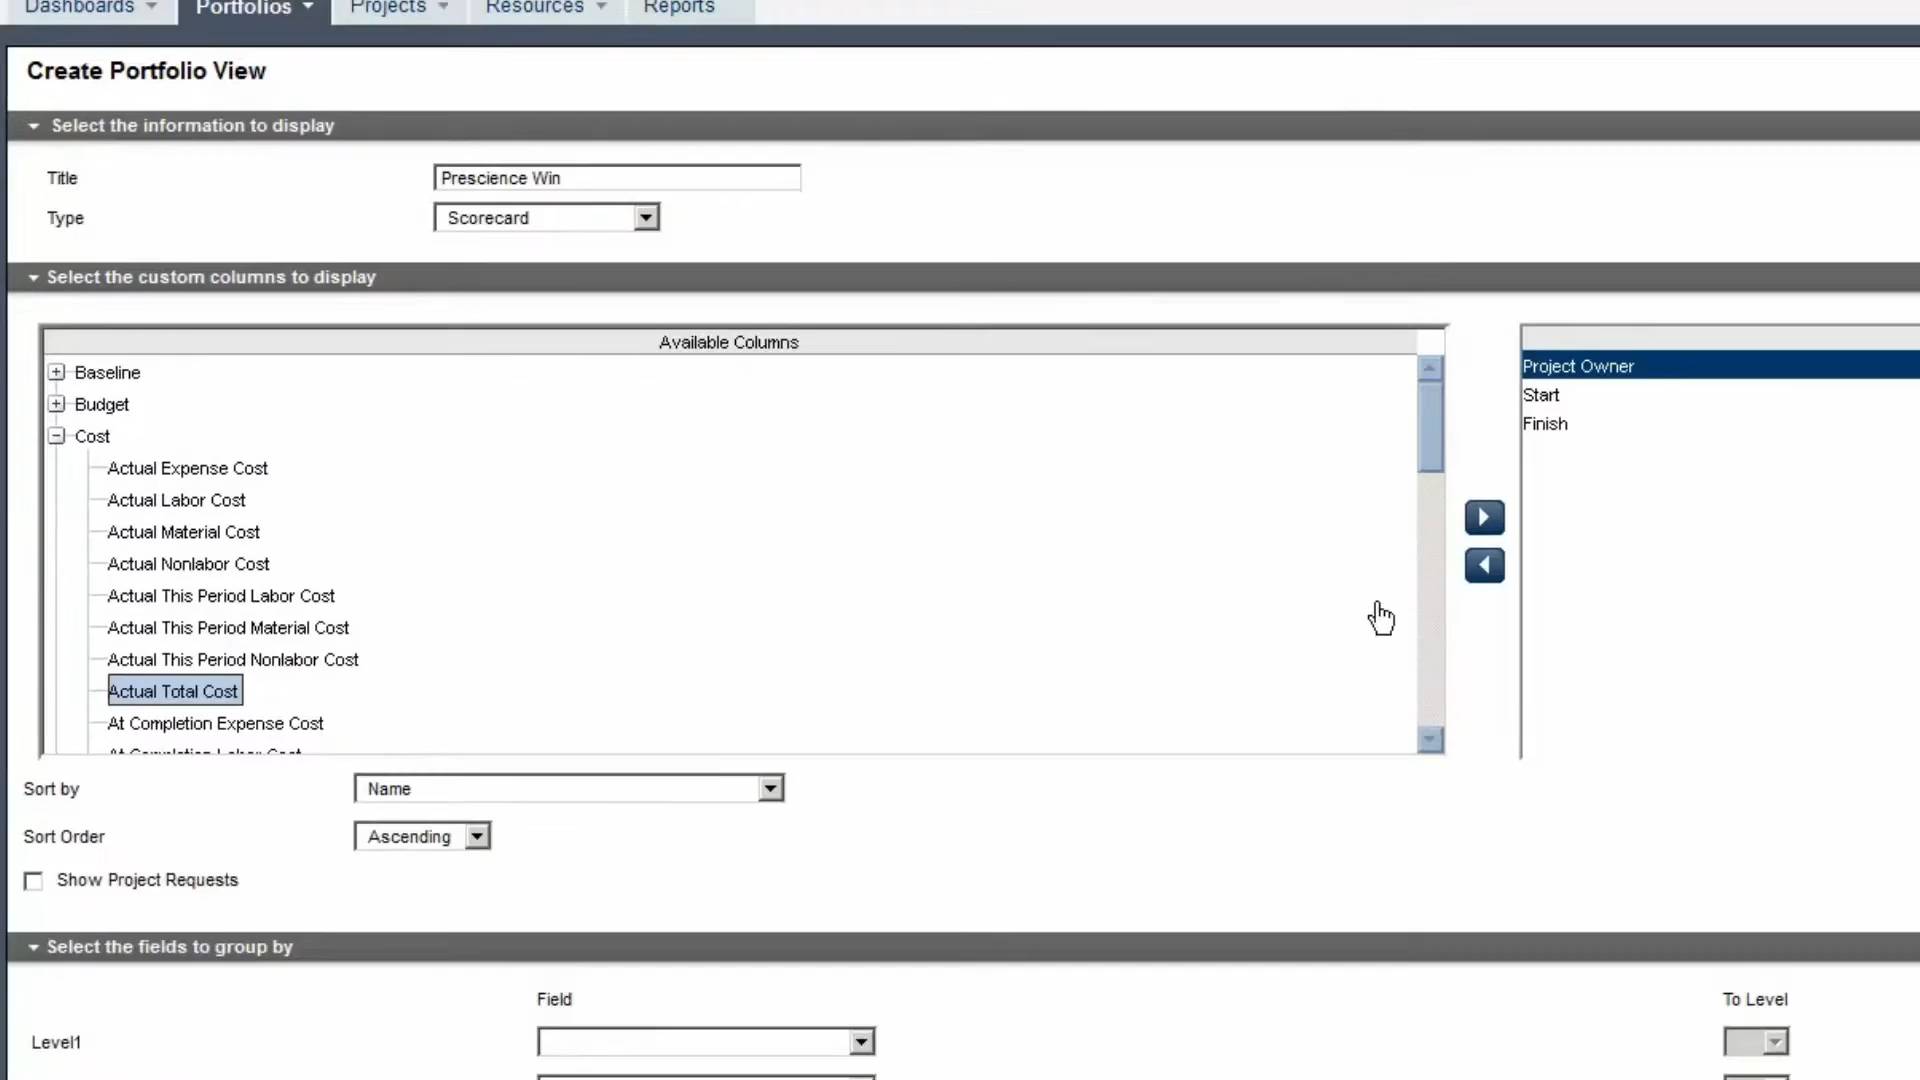 Dashboards Portfolios Projects Resources Reports
Create Portfolio View
Select the information to display
Title Prescience Win
Type Scorecard
Select the custom columns to display
Available Columns
Baseline
Budget
Cost
Actual Expense Cost
Actual Labor Cost
Actual Material Cost
Actual Nonlabor Cost
Actual This Period Labor Cost
Actual This Period Material Cost
Actual This Period Nonlabor Cost
Actual Total Cost
At Completion Expense Cost
At Completion Labor Cost
Project Owner
Start
Finish
Sort by Name
Sort Order Ascending
Show Project Requests
Select the fields to group by
Field To Level
Level1